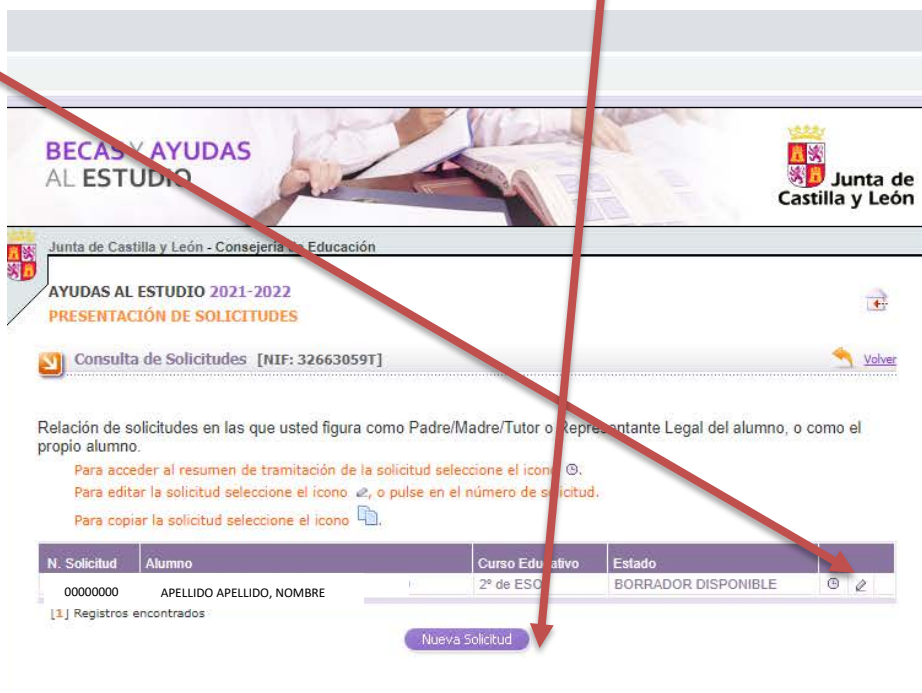 BECAS Y AYUDAS
AL ESTUDIO
Junta de
Castilla y León
Junta de Castilla y León - Consejería de Educación
AYUDAS AL ESTUDIO 2021-2022
PRESENTACIÓN DE SOLICITUDES
Consulta de Solicitudes [NIF: 32663059T]
Volver
Relación de solicitudes en las que usted figura como Padre/Madre/Tutor o Representante Legal del alumno, o como el
propio alumno.
Para acceder al resumen de tramitación de la solicitud seleccione el icono .
Para editar la solicitud seleccione el icono , o pulse en el número de solicitud.
Para copiar la solicitud seleccione el icono .
N. Solicitud Alumno Curso Educativo Estado
00000000 APELLIDO APELLIDO, NOMBRE 2º de ESO BORRADOR DISPONIBLE
[1] Registros encontrados
Nueva Solicitud